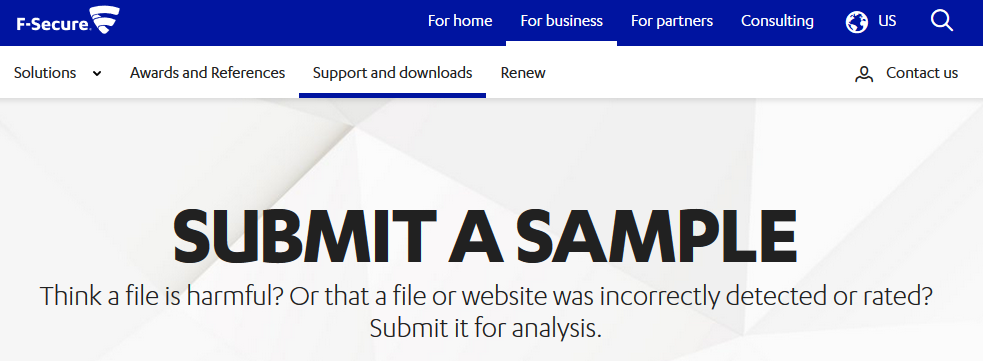 F-Secure.
For home For business For partners Consulting US
Solutions Awards and References Support and downloads Renew Contact us
SUBMIT A SAMPLE
Think a file is harmful? Or that a file or website was incorrectly detected or rated?
Submit it for analysis.